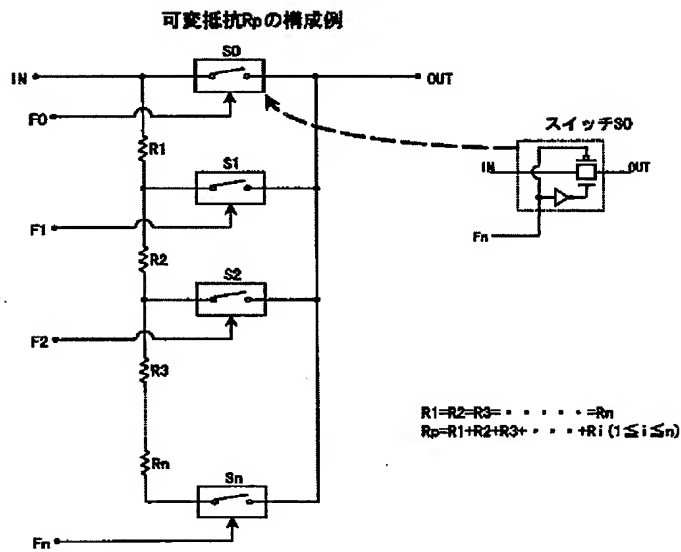 可変抵抗Rpの構成例
S0
IN
OUT
F0
スイッチS0
R1
IN
OUT
S1
Fn
F1
R2
S2
F2
R3
R1=R2=R3=・・・・・・=Rn
Rp=R1+R2+R3+・・・・+Ri(1≦i≦n)
Rn
Sn
Fn